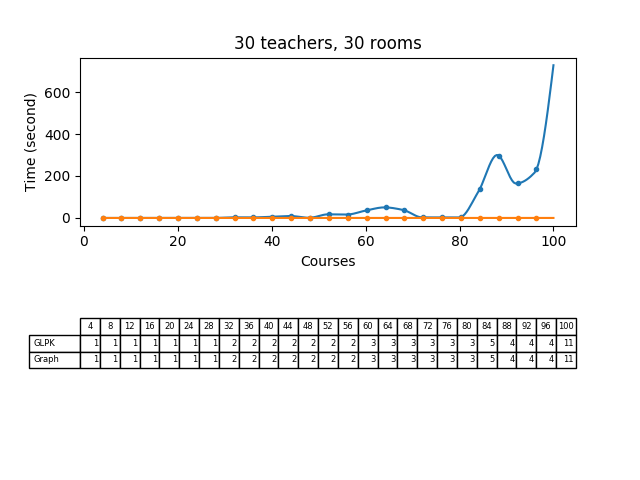 30 teachers, 30 rooms
600
400
200
0
Time (second)
0 20 40 60 80 100
Courses
4 8 12 16 20 24 28 32 36 40 44 48 52 56 60 64 68 72 76 80 84 88 92 96 100
GLPK 1 1 1 1 1 1 1 2 2 2 2 2 2 2 3 3 3 3 3 3 5 4 4 4 11
Graph 1 1 1 1 1 1 1 2 2 2 2 2 2 2 3 3 3 3 3 3 5 4 4 4 11